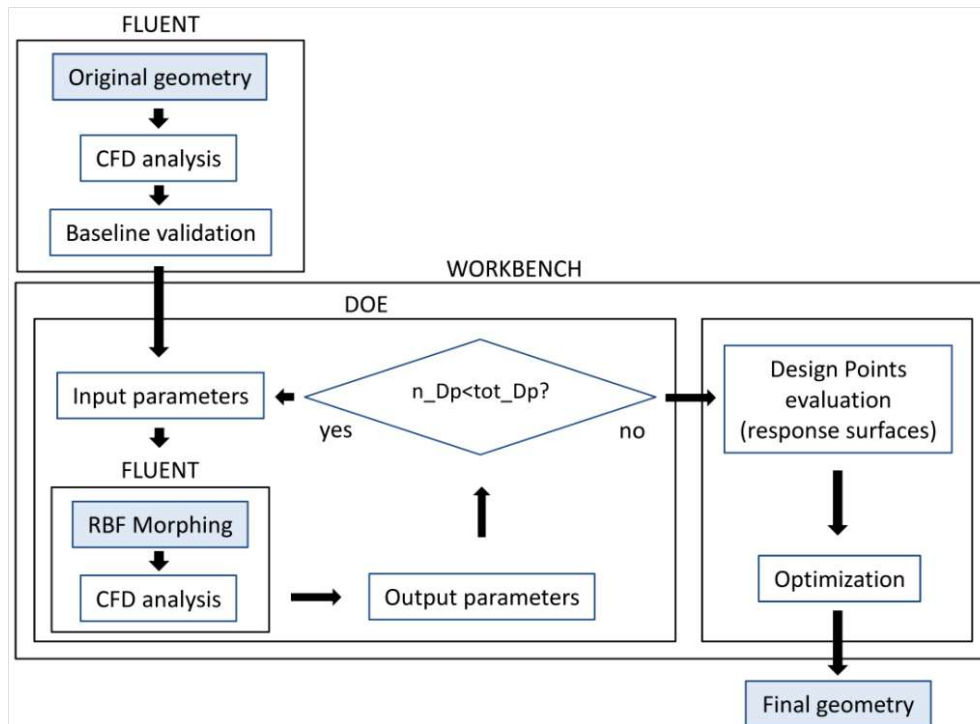 FLUENT
Original geometry
CFD analysis
Baseline validation
WORKBENCH
DOE
Input parameters
n_Dp<tot_Dp?
yes
no
Design Points
evaluation
(response surfaces)
FLUENT
RBF Morphing
CFD analysis
Output parameters
Optimization
Final geometry